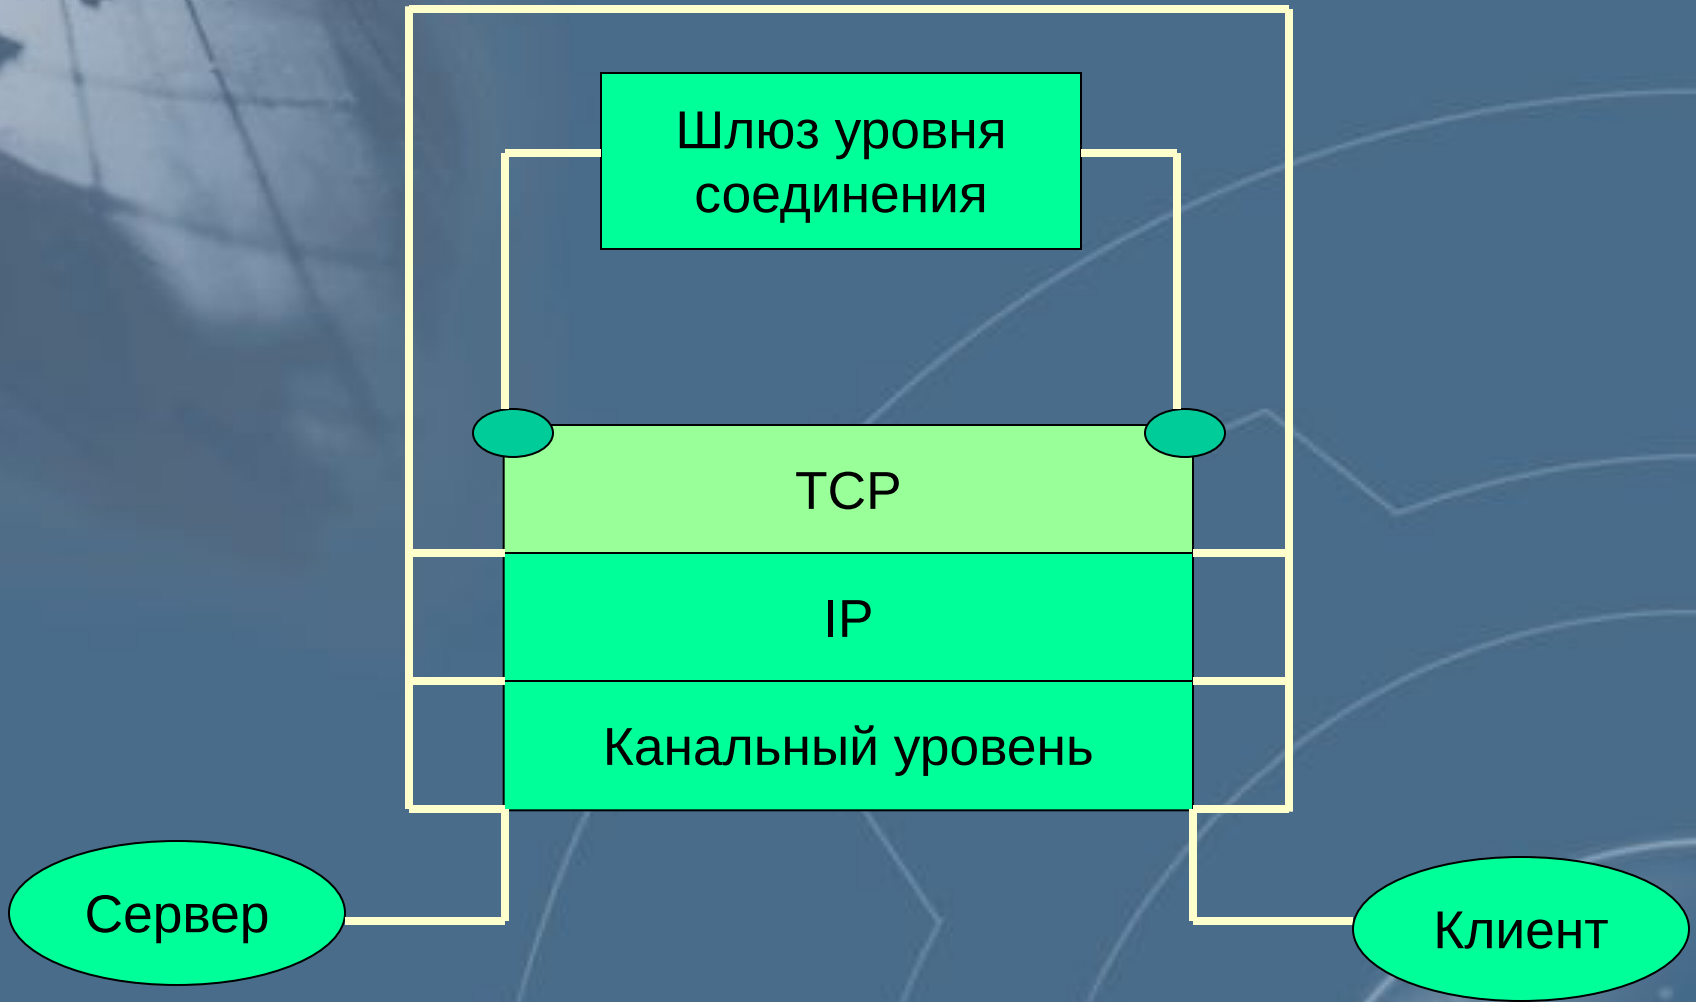 Шлюз уровня
соединения
TCP
IP
Канальный уровень
Сервер
Клиент